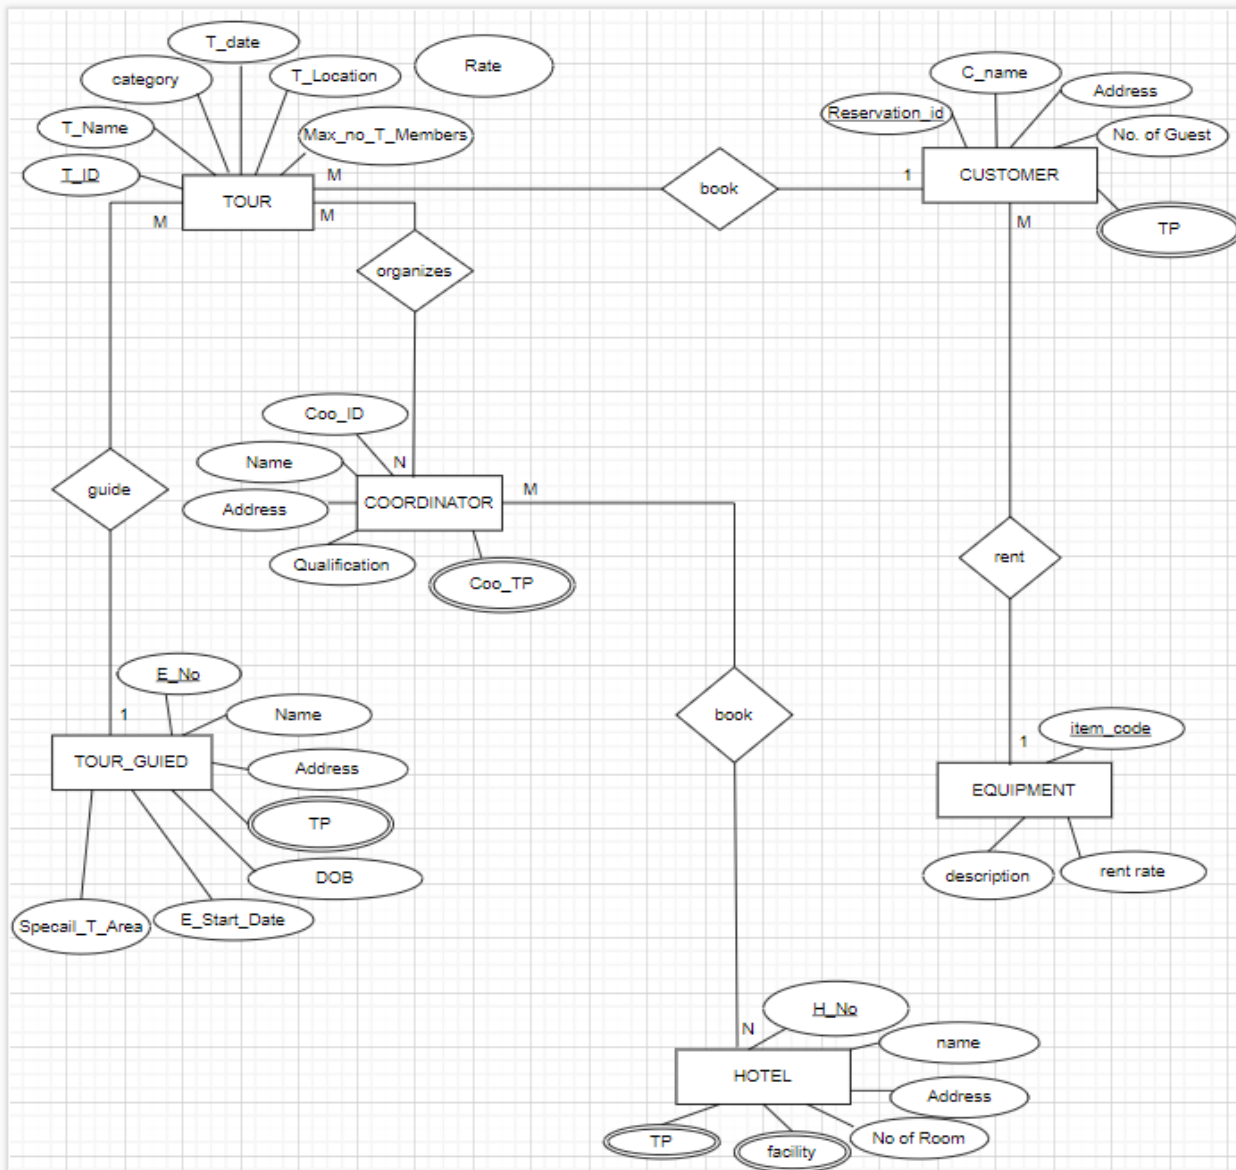 T_date
category
T_Location
Rate
T_Name
Max_no_T_Members
T_ID
TOUR
M
M
M
book
1
C_name
Address
Reservation_id
No. of Guest
CUSTOMER
M
TP
organizes
Coo_ID
N
Name
COORDINATOR
M
Address
Qualification
Coo_TP
guide
rent
E_No
1
Name
TOUR_GUIED
Address
TP
DOB
Specail_T_Area
E_Start_Date
book
item_code
1
EQUIPMENT
description
rent rate
H_No
N
name
HOTEL
Address
TP
facility
No of Room